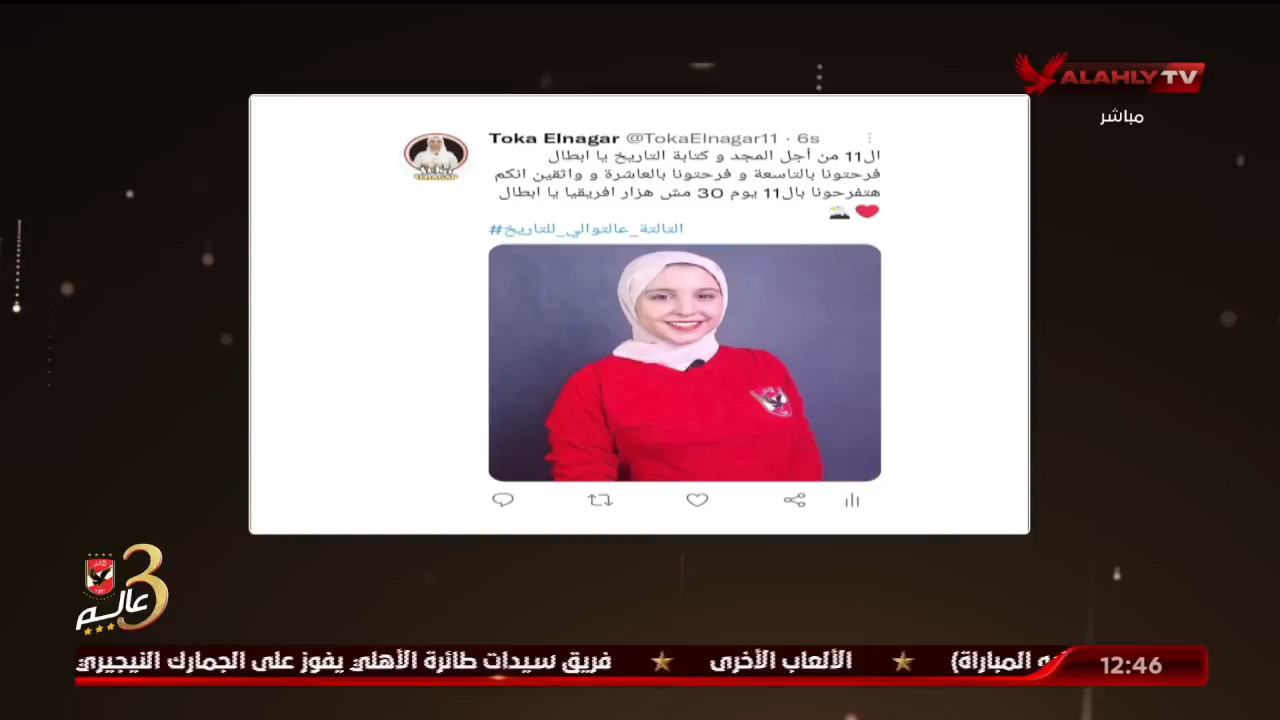 ALAHLY TV
مباشر
Toka Elnagar @TokaElnagar11 · 6s
ال11 من أجل المجد و كتابة التاريخ يا ابطال
فرحتونا بالتاسعة و فرحتونا بالعاشرة و واثقين انكم
هتفرحونا بال11 يوم 30 مش هزار افريقيا يا ابطال
#التالتة_عالتوالي_للتاريخ
3
عالم
المباراة) ★ الألعاب الأخرى ★ فريق سيدات طائرة الأهلي يفوز على الجمارك النيجيري
12:46